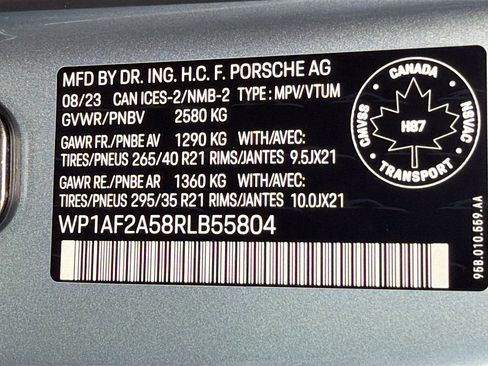 MFD BY DR. ING. H.C. F. PORSCHE AG
08/23 CAN ICES-2/NMB-2 TYPE: MPV/VTUM
GVWR/PNBV 2580 KG
GAWR FR./PNBE AV 1290 KG WITH/AVEC:
TIRES/PNEUS 265/40 R21 RIMS/JANTES 9.5JX21
GAWR RE./PNBE AR 1360 KG WITH/AVEC:
TIRES/PNEUS 295/35 R21 RIMS/JANTES 10.0JX21
WP1AF2A58RLB55804
CANADA
CMVSS
NSVAC
H87
TRANSPORT
95B.010.559.AA